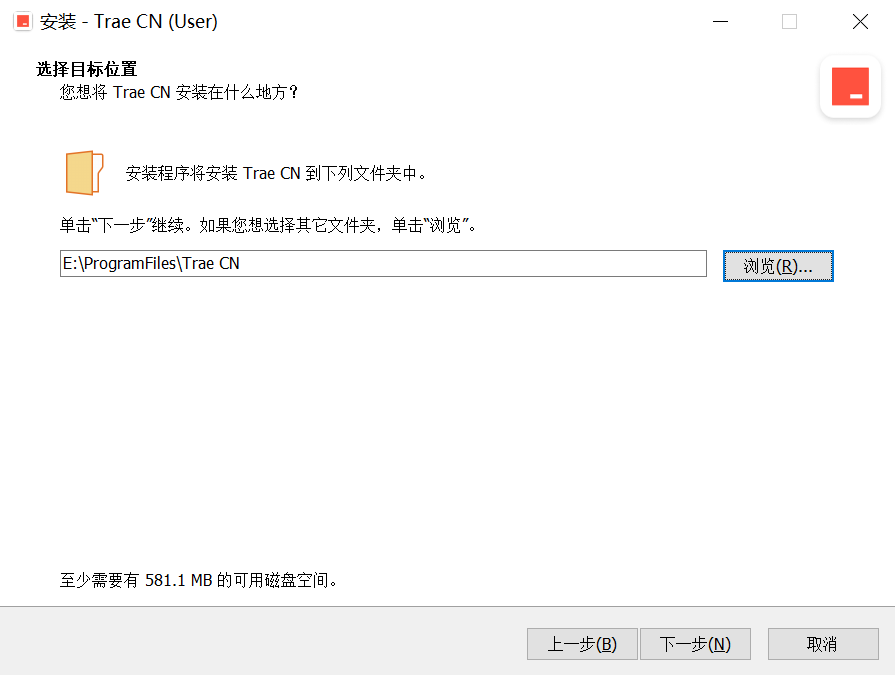 安装 - Trae CN (User)
选择目标位置
您想将 Trae CN 安装在什么地方？
安装程序将安装 Trae CN 到下列文件夹中。
单击“下一步”继续。如果您想选择其它文件夹，单击“浏览”。
E:\ProgramFiles\Trae CN
浏览(R)...
至少需要有 581.1 MB 的可用磁盘空间。
上一步(B)
下一步(N)
取消